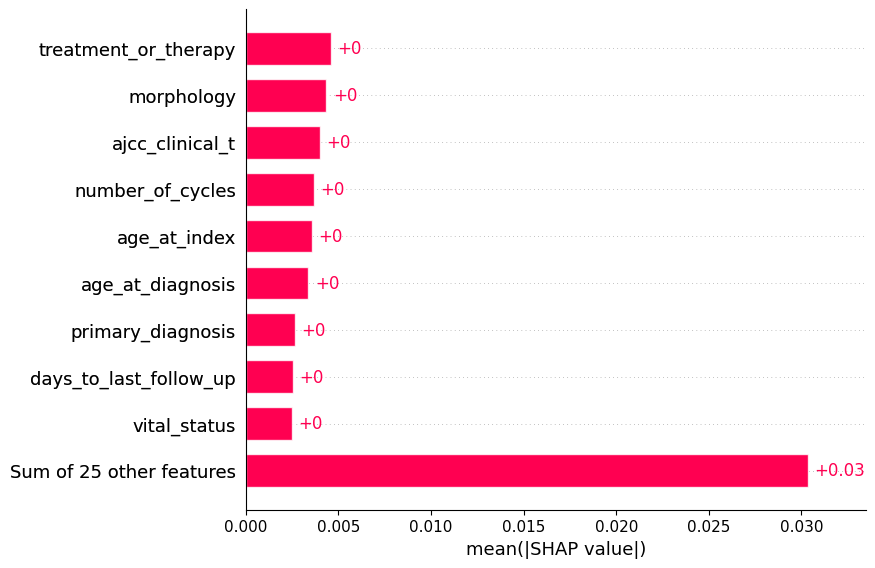 treatment_or_therapy +0
morphology +0
ajcc_clinical_t +0
number_of_cycles +0
age_at_index +0
age_at_diagnosis +0
primary_diagnosis +0
days_to_last_follow_up +0
vital_status +0
Sum of 25 other features +0.03
0.000 0.005 0.010 0.015 0.020 0.025 0.030
mean(|SHAP value|)